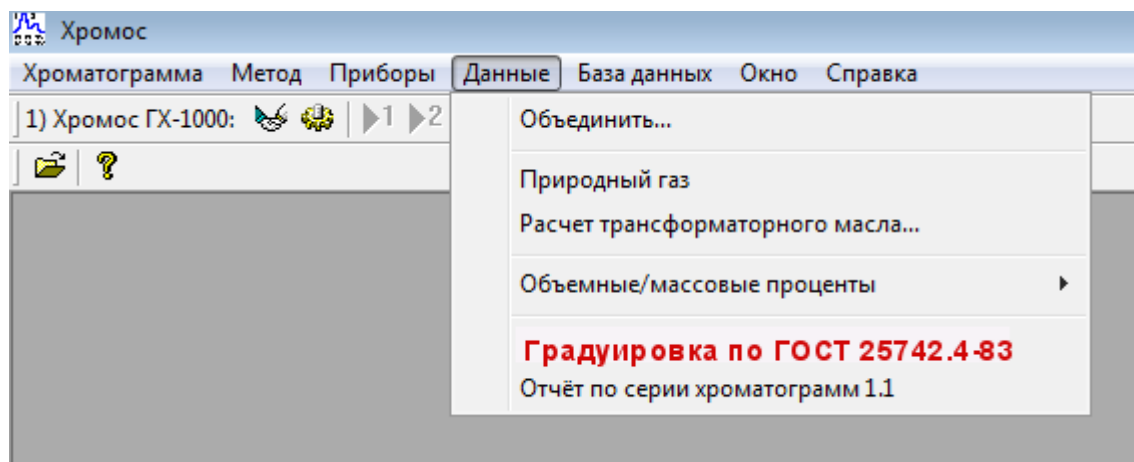 Хромос
Хроматограмма Метод Приборы Данные База данных Окно Справка
1) Хромос ГХ-1000: 1 2
Объединить...
Природный газ
Расчет трансформаторного масла...
Объемные/массовые проценты
Градуировка по ГОСТ 25742.4-83
Отчёт по серии хроматограмм 1.1